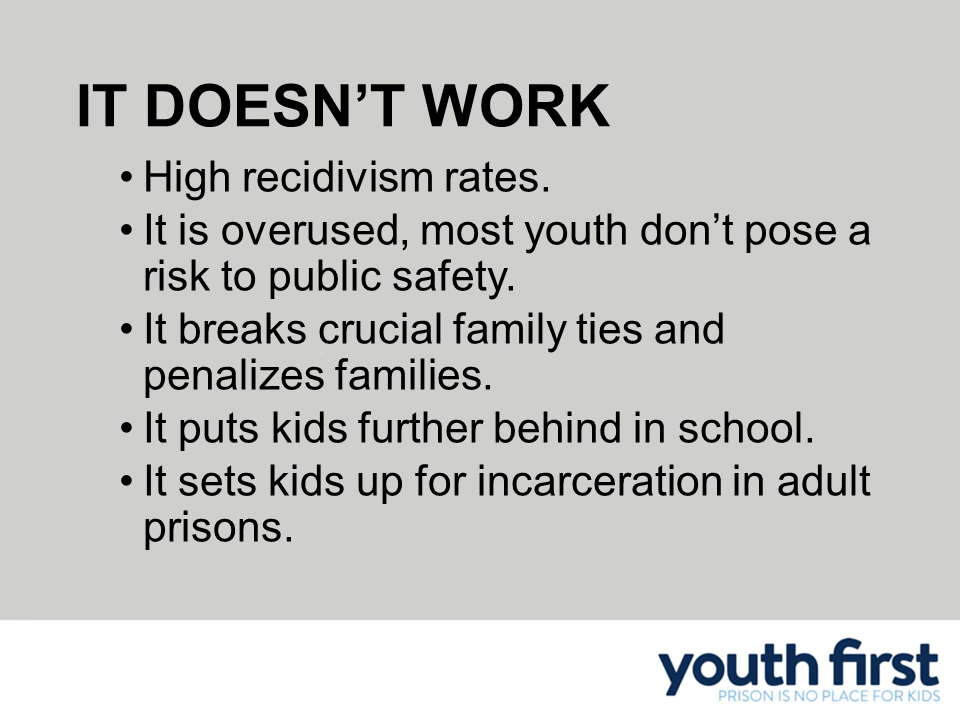 IT DOESN’T WORK
• High recidivism rates.
• It is overused, most youth don’t pose a
risk to public safety.
• It breaks crucial family ties and
penalizes families.
• It puts kids further behind in school.
• It sets kids up for incarceration in adult
prisons.
youth first
PRISON IS NO PLACE FOR KIDS